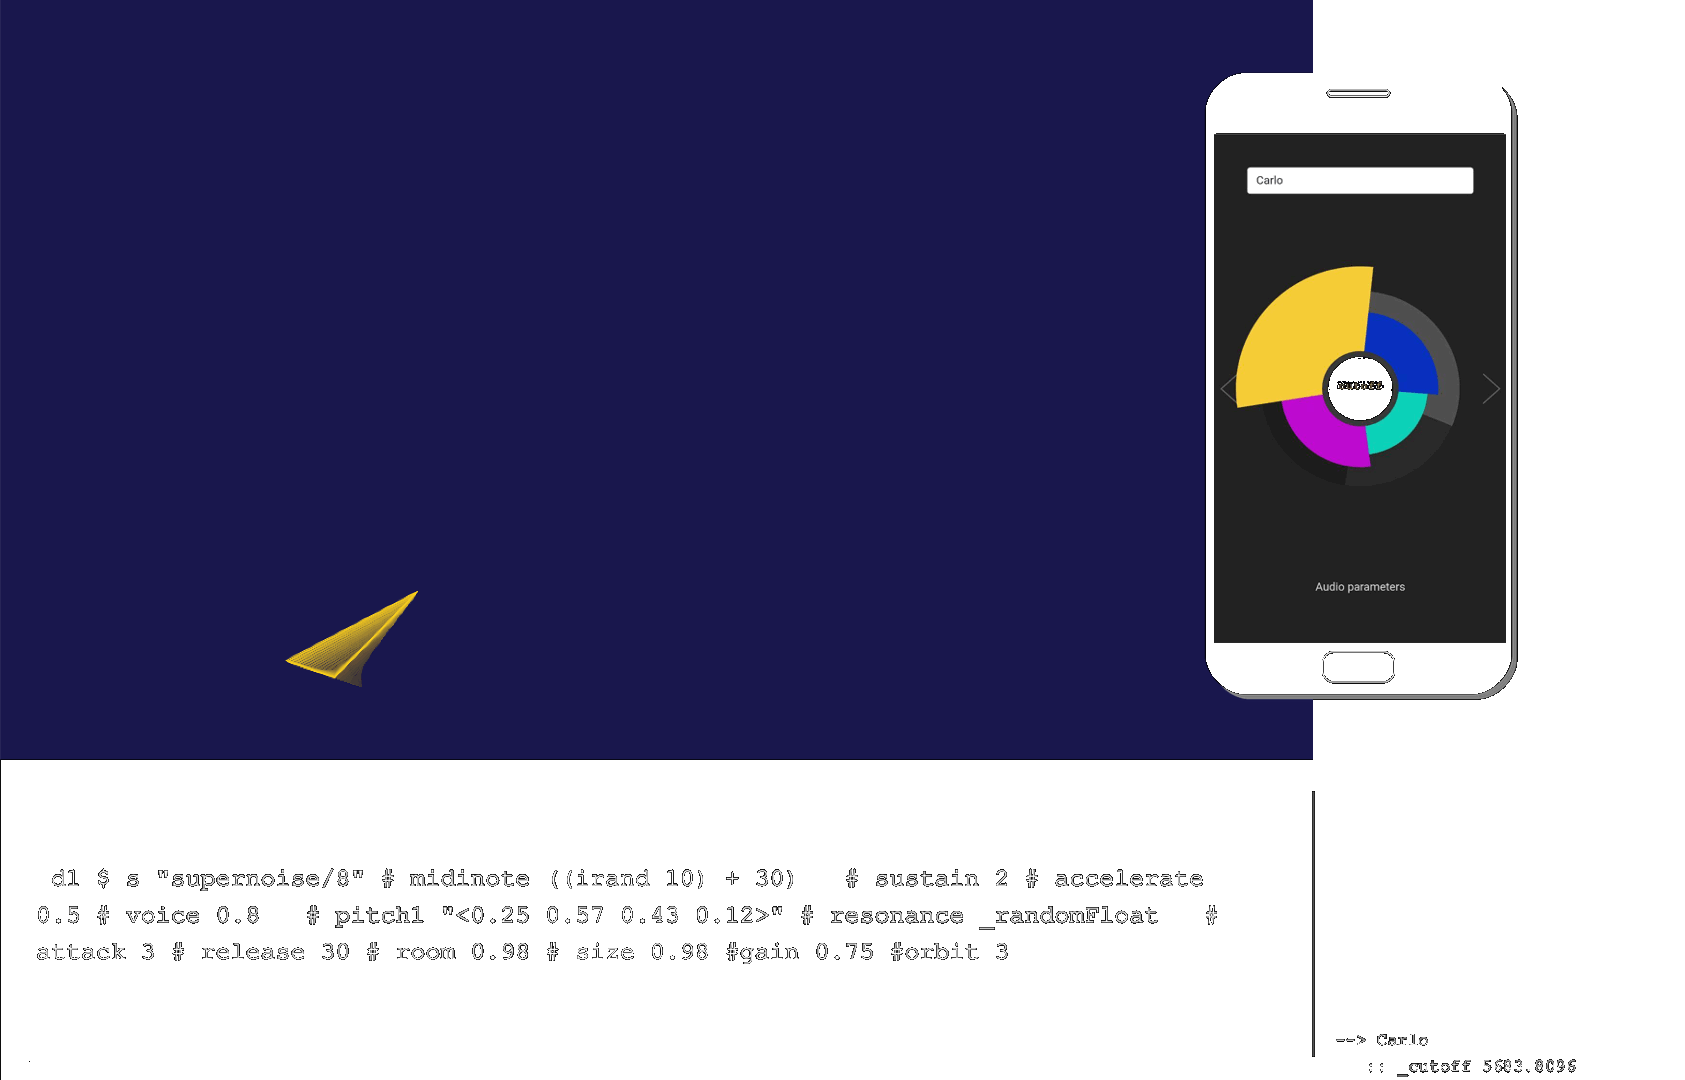 Carlo
Audio parameters
d1 $ s "supernoise/8" # midinote ((irand 10) + 30)   # sustain 2 # accelerate
0.5 # voice 0.8   # pitch1 "<0.25 0.57 0.43 0.12>" # resonance _randomFloat   #
attack 3 # release 30 # room 0.98 # size 0.98 #gain 0.75 #orbit 3
--> Carlo
:: _cutoff 5683.8096